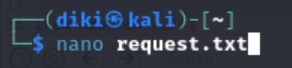 ┌──(diki㉿kali)-[~]
└─$ nano request.txt